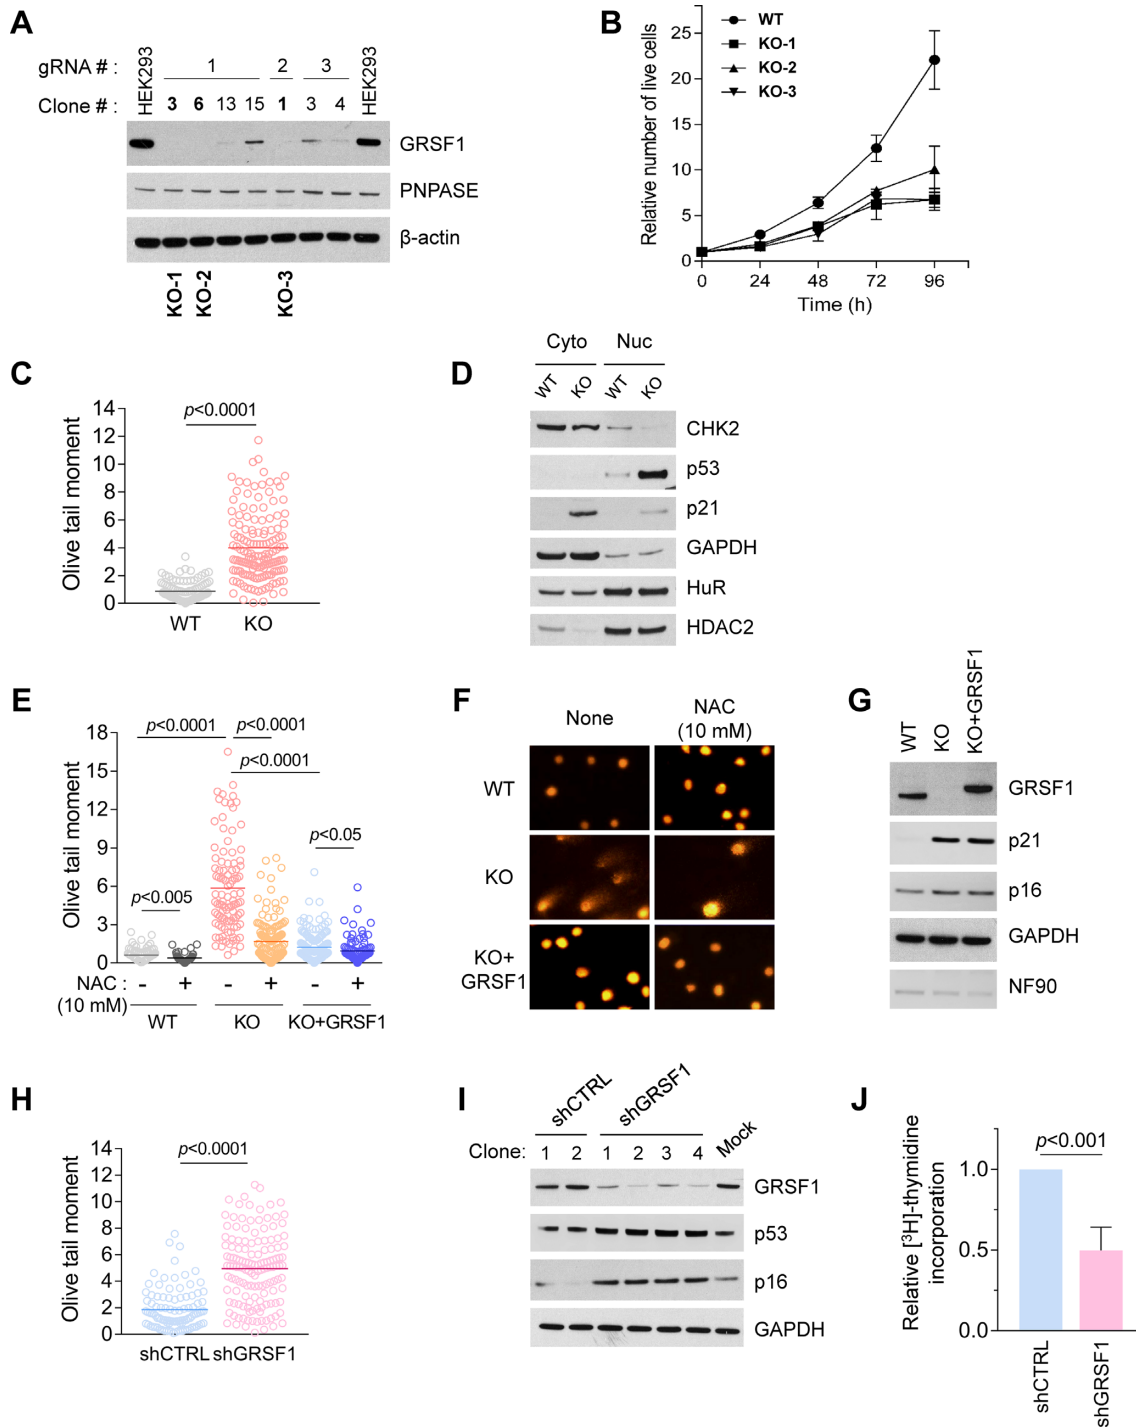 A
gRNA # : 1 2 3
Clone # : HEK293 3 6 13 15 1 3 4 HEK293
GRSF1
PNPASE
β-actin
KO-1 KO-2 KO-3
B
WT
KO-1
KO-2
KO-3
Relative number of live cells
25
20
15
10
5
0
0 24 48 72 96
Time (h)
C
p<0.0001
Olive tail moment
14
12
10
8
6
4
2
0
WT KO
D
Cyto Nuc
WT KO WT KO
CHK2
p53
p21
GAPDH
HuR
HDAC2
E
p<0.0001 p<0.0001
p<0.0001
p<0.05
p<0.005
Olive tail moment
18
15
12
9
6
3
0
NAC : - + - + - +
(10 mM)
WT KO KO+GRSF1
F
None NAC
(10 mM)
WT
KO
KO+
GRSF1
G
WT KO KO+GRSF1
GRSF1
p21
p16
GAPDH
NF90
H
p<0.0001
Olive tail moment
14
12
10
8
6
4
2
0
shCTRL shGRSF1
I
shCTRL shGRSF1
Clone: 1 2 1 2 3 4 Mock
GRSF1
p53
p16
GAPDH
J
p<0.001
Relative [³H]-thymidine
incorporation
1.0
0.5
0.0
shCTRL
shGRSF1